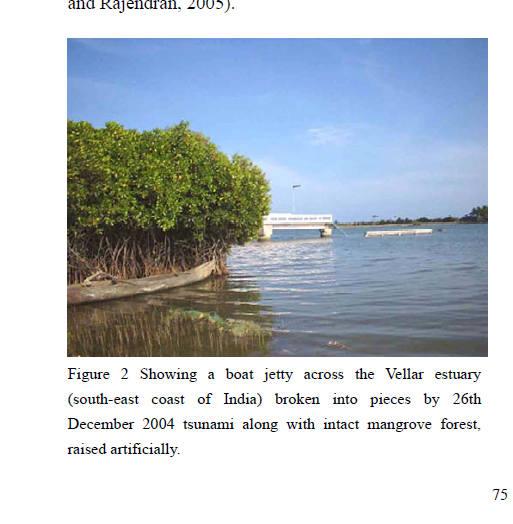 and Rajendran, 2005).
Figure 2 Showing a boat jetty across the Vellar estuary
(south-east coast of India) broken into pieces by 26th
December 2004 tsunami along with intact mangrove forest,
raised artificially.
75